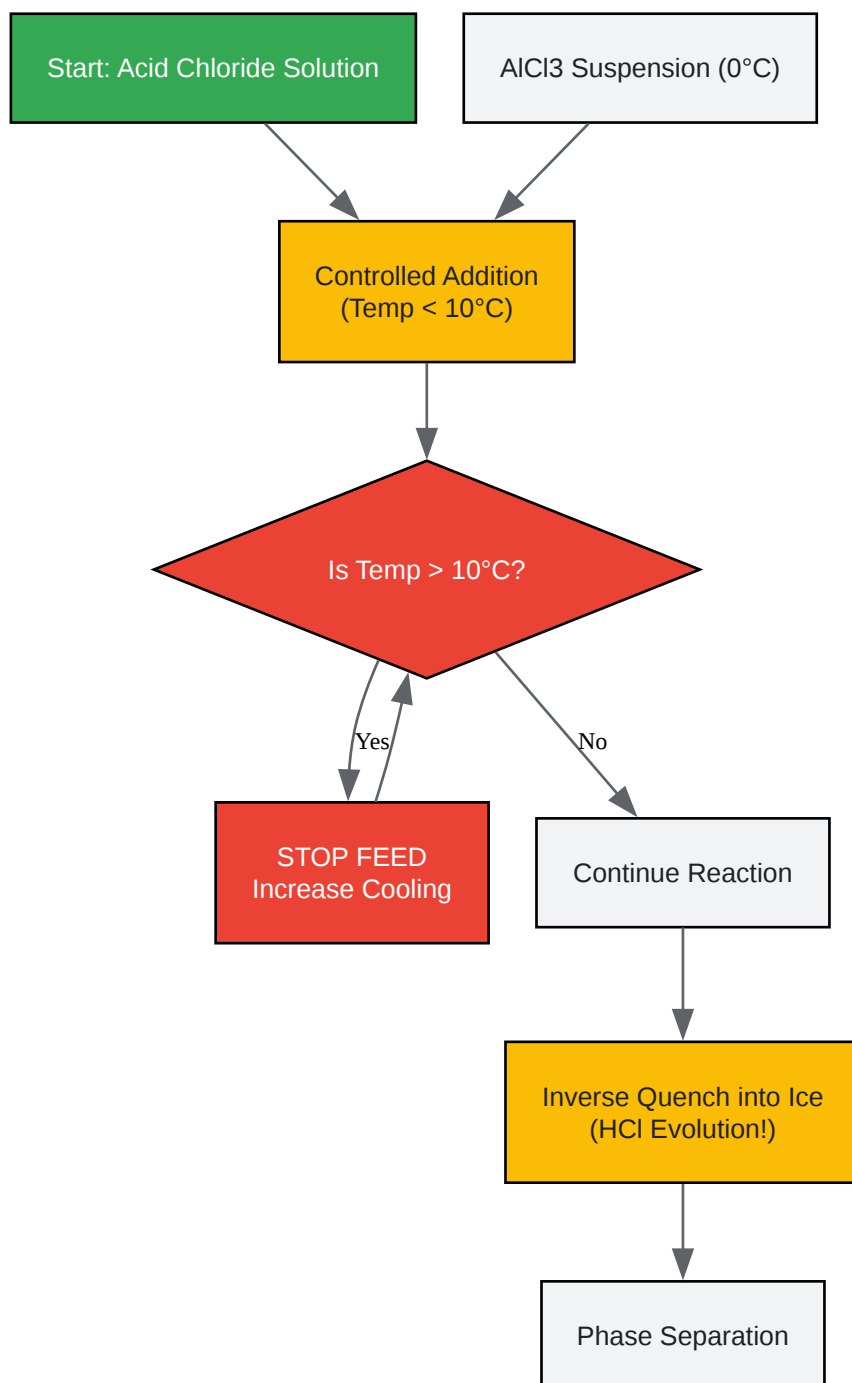 Start: Acid Chloride Solution
AlCl3 Suspension (0°C)
Controlled Addition
(Temp < 10°C)
Is Temp > 10°C?
Yes
No
STOP FEED
Increase Cooling
Continue Reaction
Inverse Quench into Ice
(HCl Evolution!)
Phase Separation